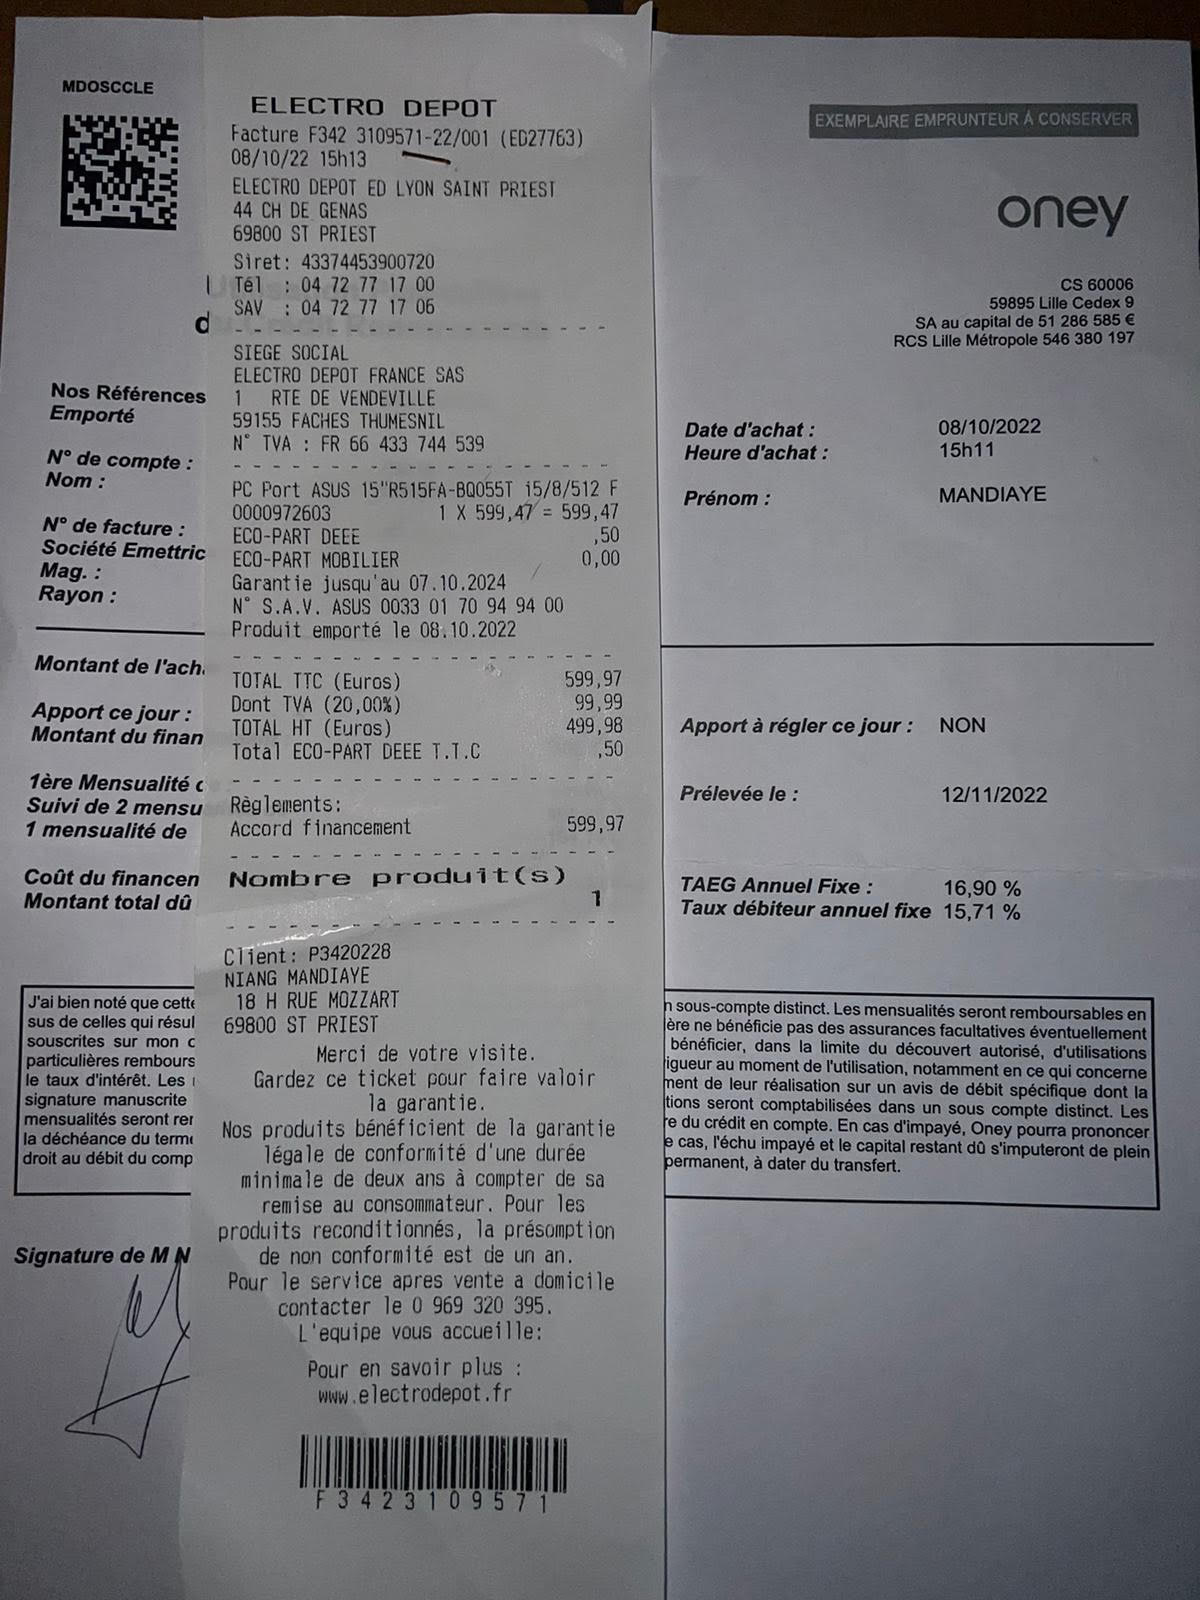 MDOSCCLE
d
Nos Références
Emporté
N° de compte :
Nom :
N° de facture :
Société Emettric
Mag. :
Rayon :
Montant de l'ach
Apport ce jour :
Montant du finan
1ère Mensualité
Suivi de 2 mensu
1 mensualité de
Coût du financen
Montant total dû
J'ai bien noté que cette
sus de celles qui résul
souscrites sur mon c
particulières rembours
le taux d'intérêt. Les
signature manuscrite
mensualités seront rer
la déchéance du terme
droit au débit du comp
Signature de M N
ELECTRO DEPOT
Facture F342 3109571-22/001 (ED27763)
08/10/22 15h13
ELECTRO DEPOT ED LYON SAINT PRIEST
44 CH DE GENAS
69800 ST PRIEST
Siret: 43374453900720
Tél : 04 72 77 17 00
SAV : 04 72 77 17 06
SIEGE SOCIAL
ELECTRO DEPOT FRANCE SAS
1 RTE DE VENDEVILLE
59155 FACHES THUMESNIL
N° TVA : FR 66 433 744 539
PC Port ASUS 15"R515FA-BQ055T i5/8/512 F
0000972603 1 X 599,47 = 599,47
ECO-PART DEEE ,50
ECO-PART MOBILIER 0,00
Garantie jusqu'au 07.10.2024
N° S.A.V. ASUS 0033 01 70 94 94 00
Produit emporté le 08.10.2022
TOTAL TTC (Euros) 599,97
Dont TVA (20,00%) 99,99
TOTAL HT (Euros) 499,98
Total ECO-PART DEEE T.T.C ,50
Règlements:
Accord financement 599,97
Nombre produit(s)
1
Client: P3420228
NIANG MANDIAYE
18 H RUE MOZZART
69800 ST PRIEST
Merci de votre visite.
Gardez ce ticket pour faire valoir
la garantie.
Nos produits bénéficient de la garantie
légale de conformité d'une durée
minimale de deux ans à compter de sa
remise au consommateur. Pour les
produits reconditionnés, la présomption
de non conformité est de un an.
Pour le service apres vente a domicile
contacter le 0 969 320 395.
L'equipe vous accueille:
Pour en savoir plus :
www.electrodepot.fr
F3423109571
EXEMPLAIRE EMPRUNTEUR À CONSERVER
oney
CS 60006
59895 Lille Cedex 9
SA au capital de 51 286 585 €
RCS Lille Métropole 546 380 197
Date d'achat : 08/10/2022
Heure d'achat : 15h11
Prénom : MANDIAYE
Apport à régler ce jour : NON
Prélevée le : 12/11/2022
TAEG Annuel Fixe : 16,90 %
Taux débiteur annuel fixe 15,71 %
n sous-compte distinct. Les mensualités seront remboursables en
ère ne bénéficie pas des assurances facultatives éventuellement
bénéficier, dans la limite du découvert autorisé, d'utilisations
igueur au moment de l'utilisation, notamment en ce qui concerne
ment de leur réalisation sur un avis de débit spécifique dont la
tions seront comptabilisées dans un sous compte distinct. Les
re du crédit en compte. En cas d'impayé, Oney pourra prononcer
e cas, l'échu impayé et le capital restant dû s'imputeront de plein
permanent, à dater du transfert.